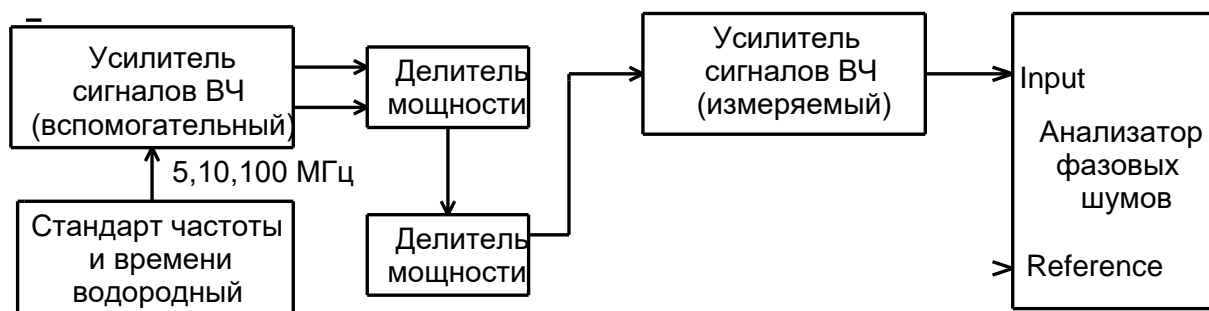 Усилитель
сигналов ВЧ
(вспомогательный)
5,10,100 МГц
Стандарт частоты
и времени
водородный
Делитель
мощности
Делитель
мощности
Усилитель
сигналов ВЧ
(измеряемый)
Input
Анализатор
фазовых
шумов
Reference